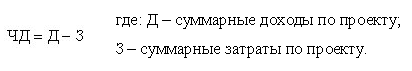 ЧД = Д – З
где: Д – суммарные доходы по проекту;
З – суммарные затраты по проекту.